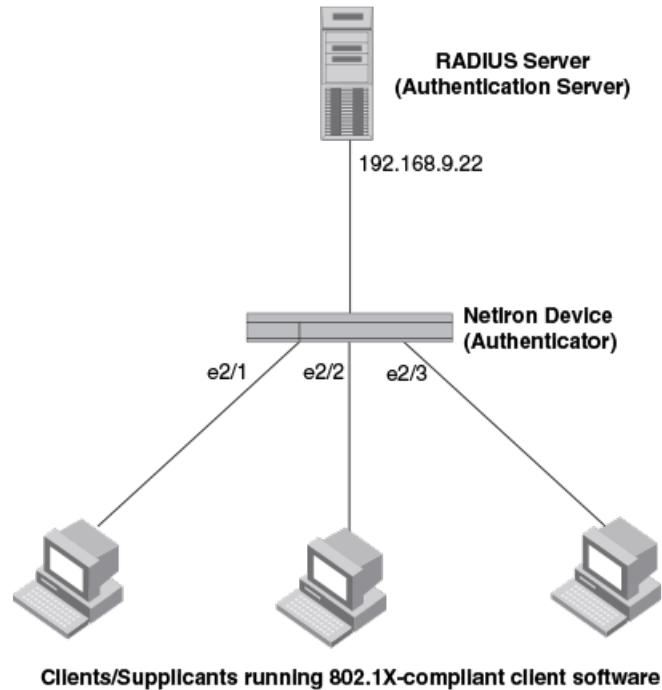 RADIUS Server
(Authentication Server)
192.168.9.22
NetIron Device
(Authenticator)
e2/1
e2/2
e2/3
Clients/Supplicants running 802.1X-compliant client software